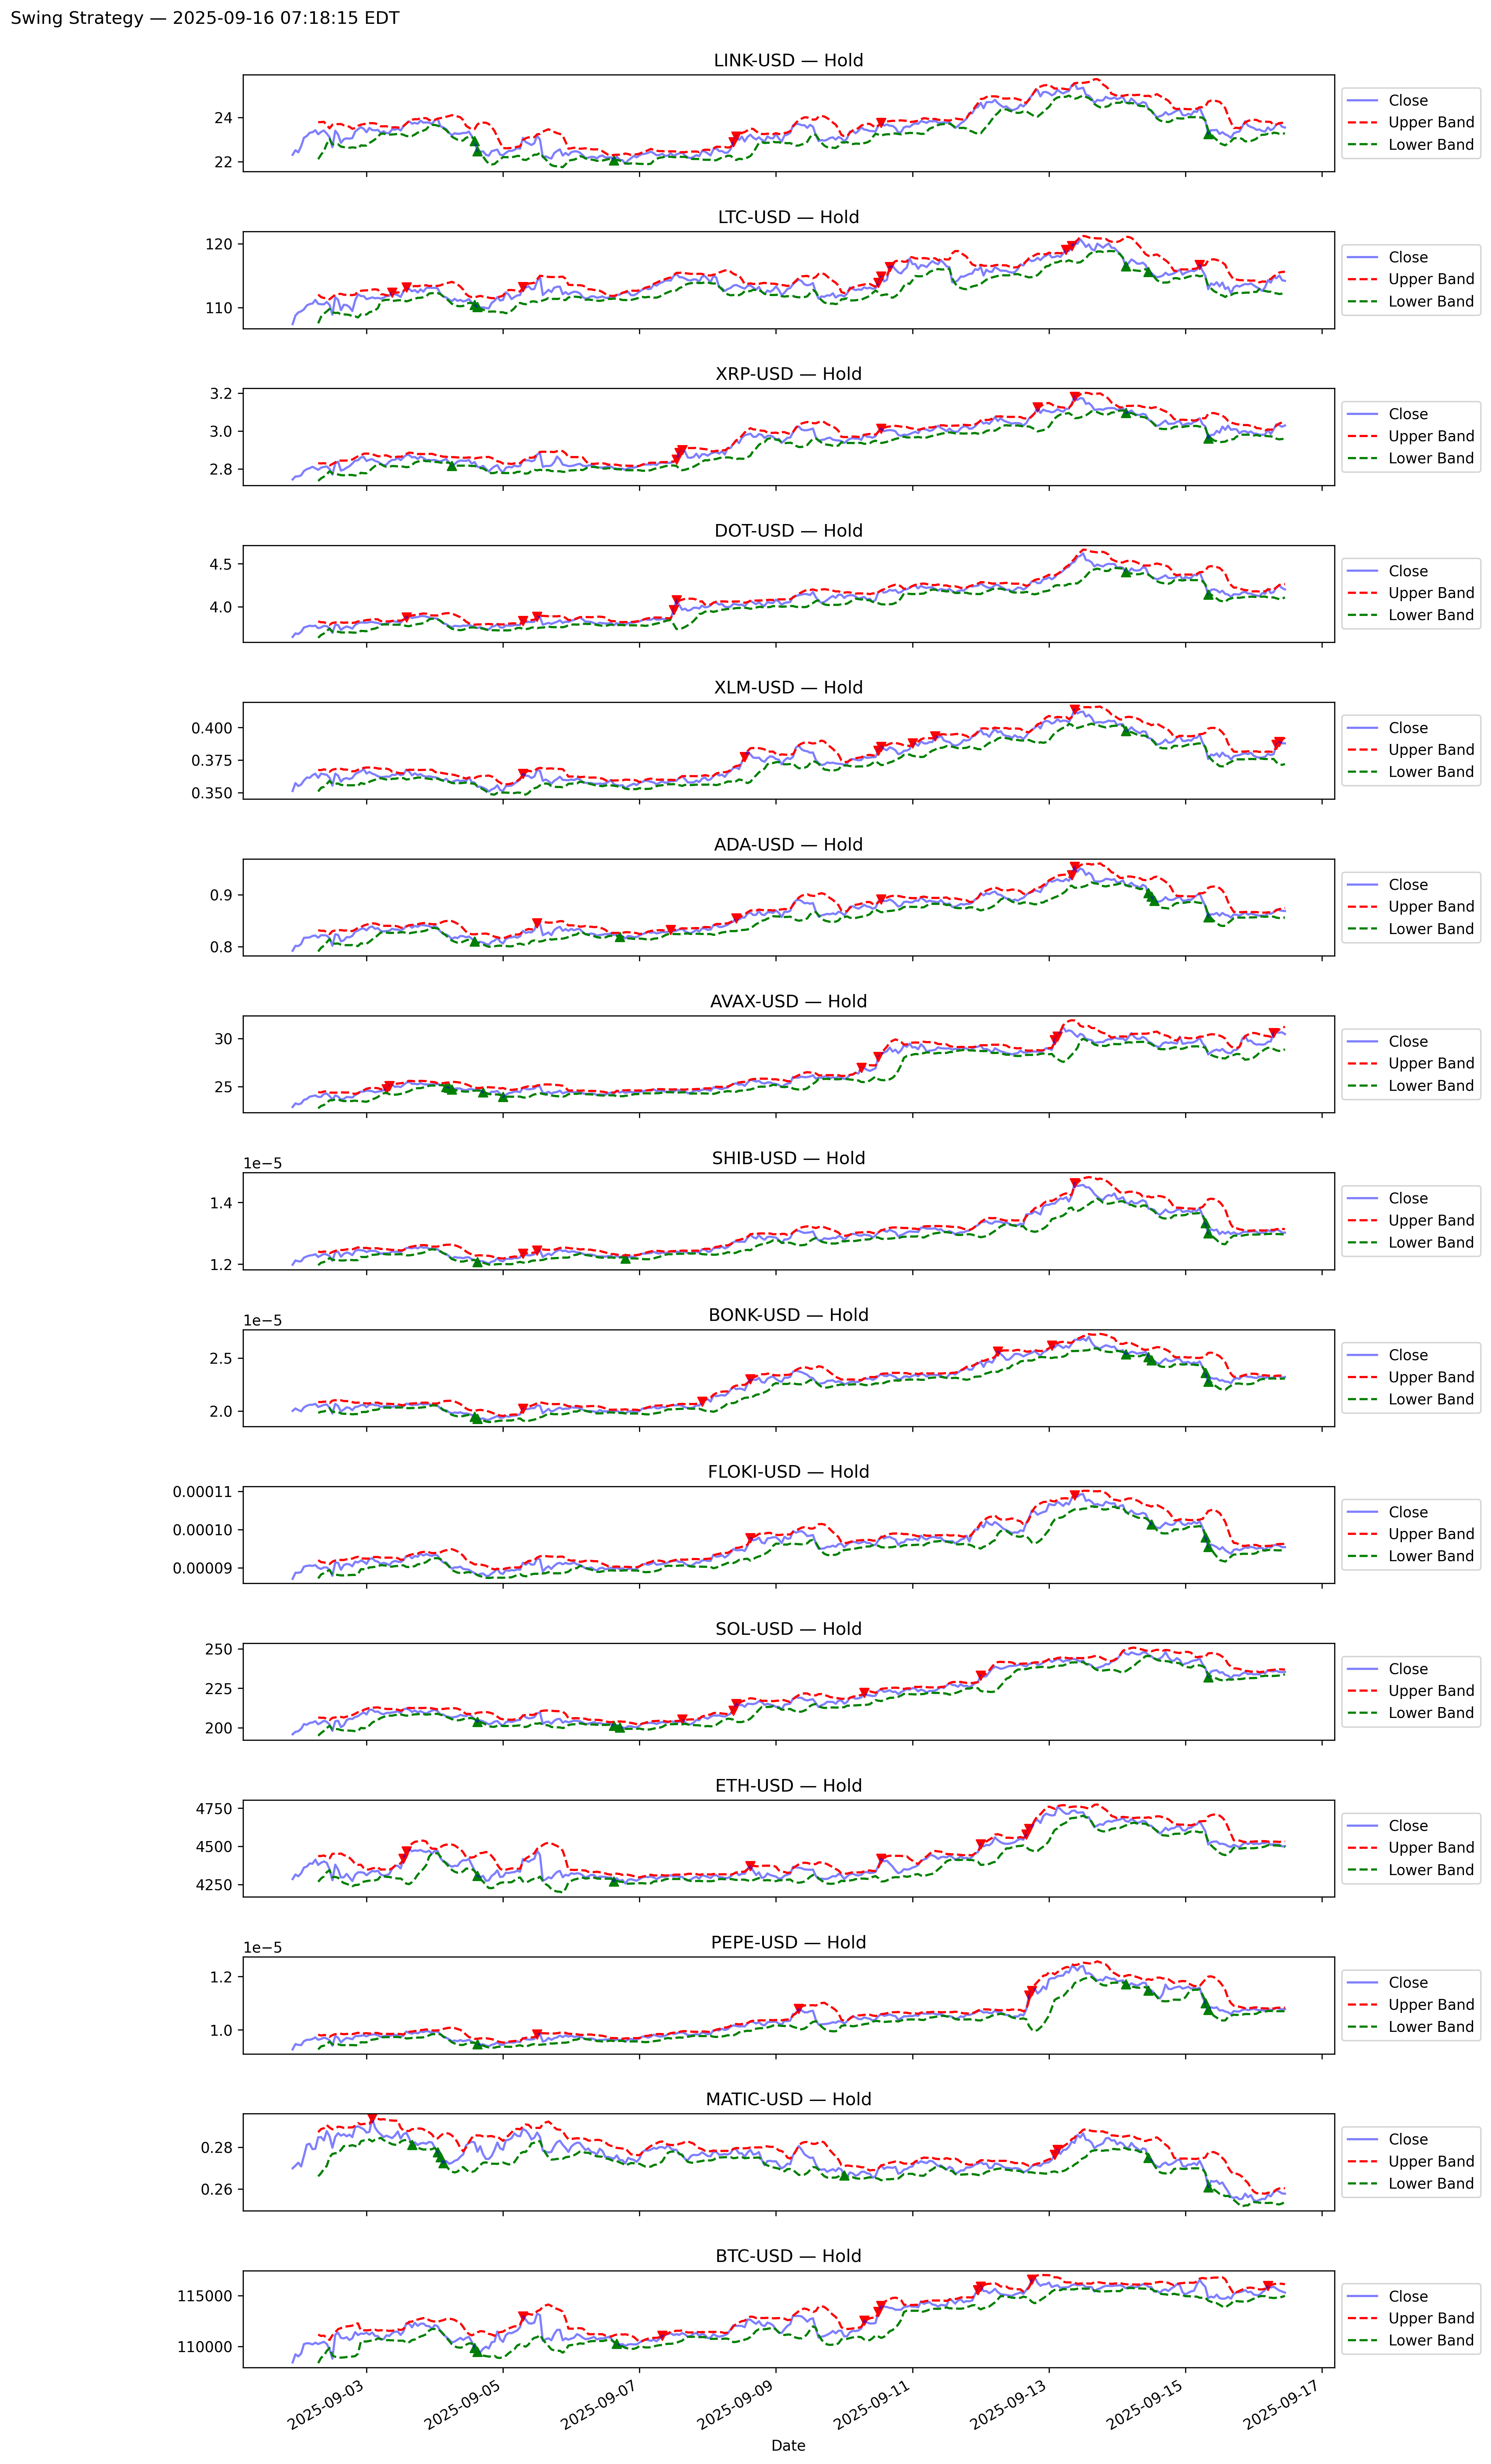 Swing Strategy — 2025-09-16 07:18:15 EDT
LINK-USD — Hold
24
22
Close
Upper Band
Lower Band
LTC-USD — Hold
120
110
Close
Upper Band
Lower Band
XRP-USD — Hold
3.2
3.0
2.8
Close
Upper Band
Lower Band
DOT-USD — Hold
4.5
4.0
Close
Upper Band
Lower Band
XLM-USD — Hold
0.400
0.375
0.350
Close
Upper Band
Lower Band
ADA-USD — Hold
0.9
0.8
Close
Upper Band
Lower Band
AVAX-USD — Hold
30
25
Close
Upper Band
Lower Band
SHIB-USD — Hold
1e−5
1.4
1.2
Close
Upper Band
Lower Band
BONK-USD — Hold
1e−5
2.5
2.0
Close
Upper Band
Lower Band
FLOKI-USD — Hold
0.00011
0.00010
0.00009
Close
Upper Band
Lower Band
SOL-USD — Hold
250
225
200
Close
Upper Band
Lower Band
ETH-USD — Hold
4750
4500
4250
Close
Upper Band
Lower Band
PEPE-USD — Hold
1e−5
1.2
1.0
Close
Upper Band
Lower Band
MATIC-USD — Hold
0.28
0.26
Close
Upper Band
Lower Band
BTC-USD — Hold
115000
110000
Close
Upper Band
Lower Band
2025-09-03
2025-09-05
2025-09-07
2025-09-09
2025-09-11
2025-09-13
2025-09-15
2025-09-17
Date